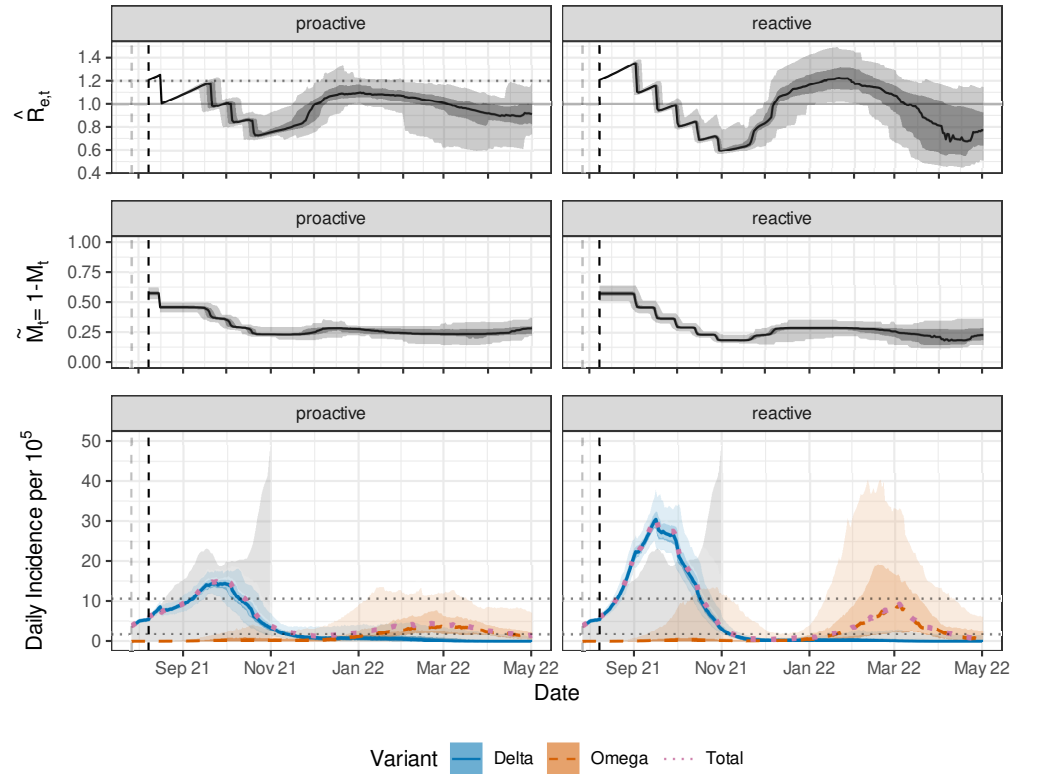 proactive
reactive
R̂e,t
1.4
1.2
1.0
0.8
0.6
0.4
proactive
reactive
M̃t= 1-Mt
1.00
0.75
0.50
0.25
0.00
proactive
reactive
Daily Incidence per 10⁵
50
40
30
20
10
0
Sep 21 Nov 21 Jan 22 Mar 22 May 22
Sep 21 Nov 21 Jan 22 Mar 22 May 22
Date
Variant Delta Omega Total